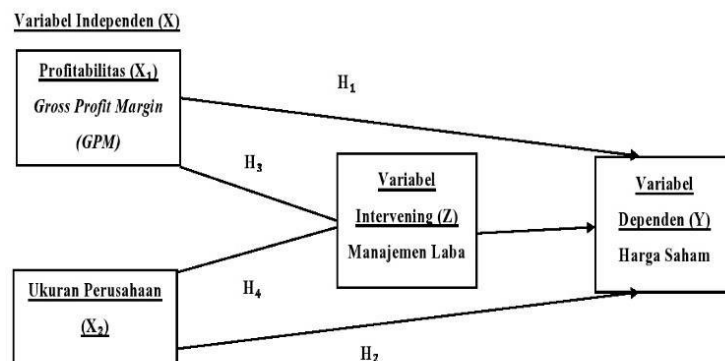 Variabel Independen (X)
Profitabilitas (X₁)
Gross Profit Margin
(GPM)
H₁
H₃
Variabel
Intervening (Z)
Manajemen Laba
Variabel
Dependen (Y)
Harga Saham
Ukuran Perusahaan
(X₂)
H₄
H₂